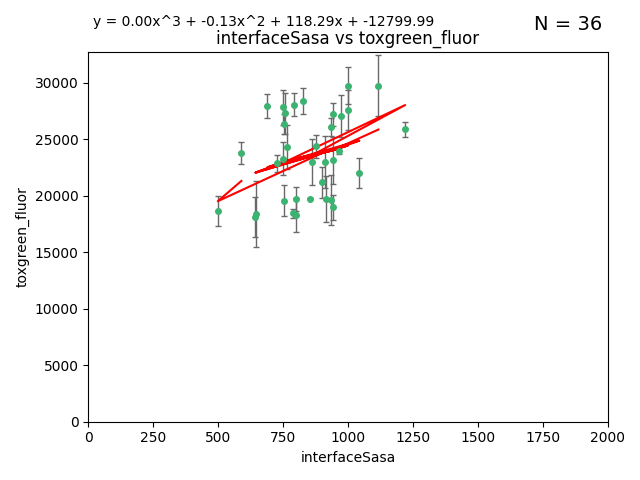 y = 0.00x^3 + -0.13x^2 + 118.29x + -12799.99
N = 36
interfaceSasa vs toxgreen_fluor
toxgreen_fluor
30000
25000
20000
15000
10000
5000
0
0 250 500 750 1000 1250 1500 1750 2000
interfaceSasa